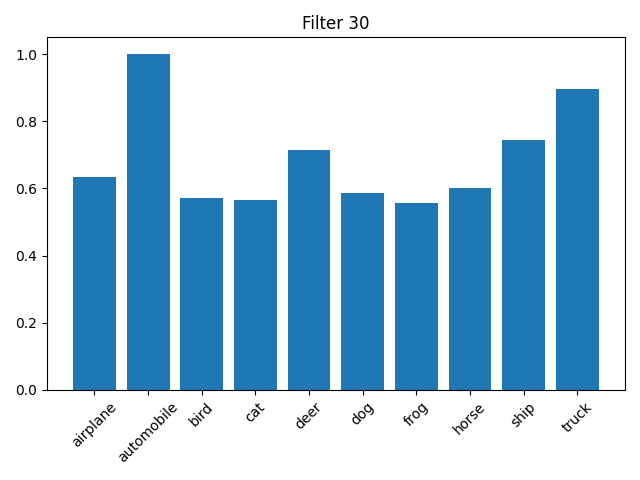 Filter 30
1.0
0.8
0.6
0.4
0.2
0.0
airplane
automobile
bird
cat
deer
dog
frog
horse
ship
truck